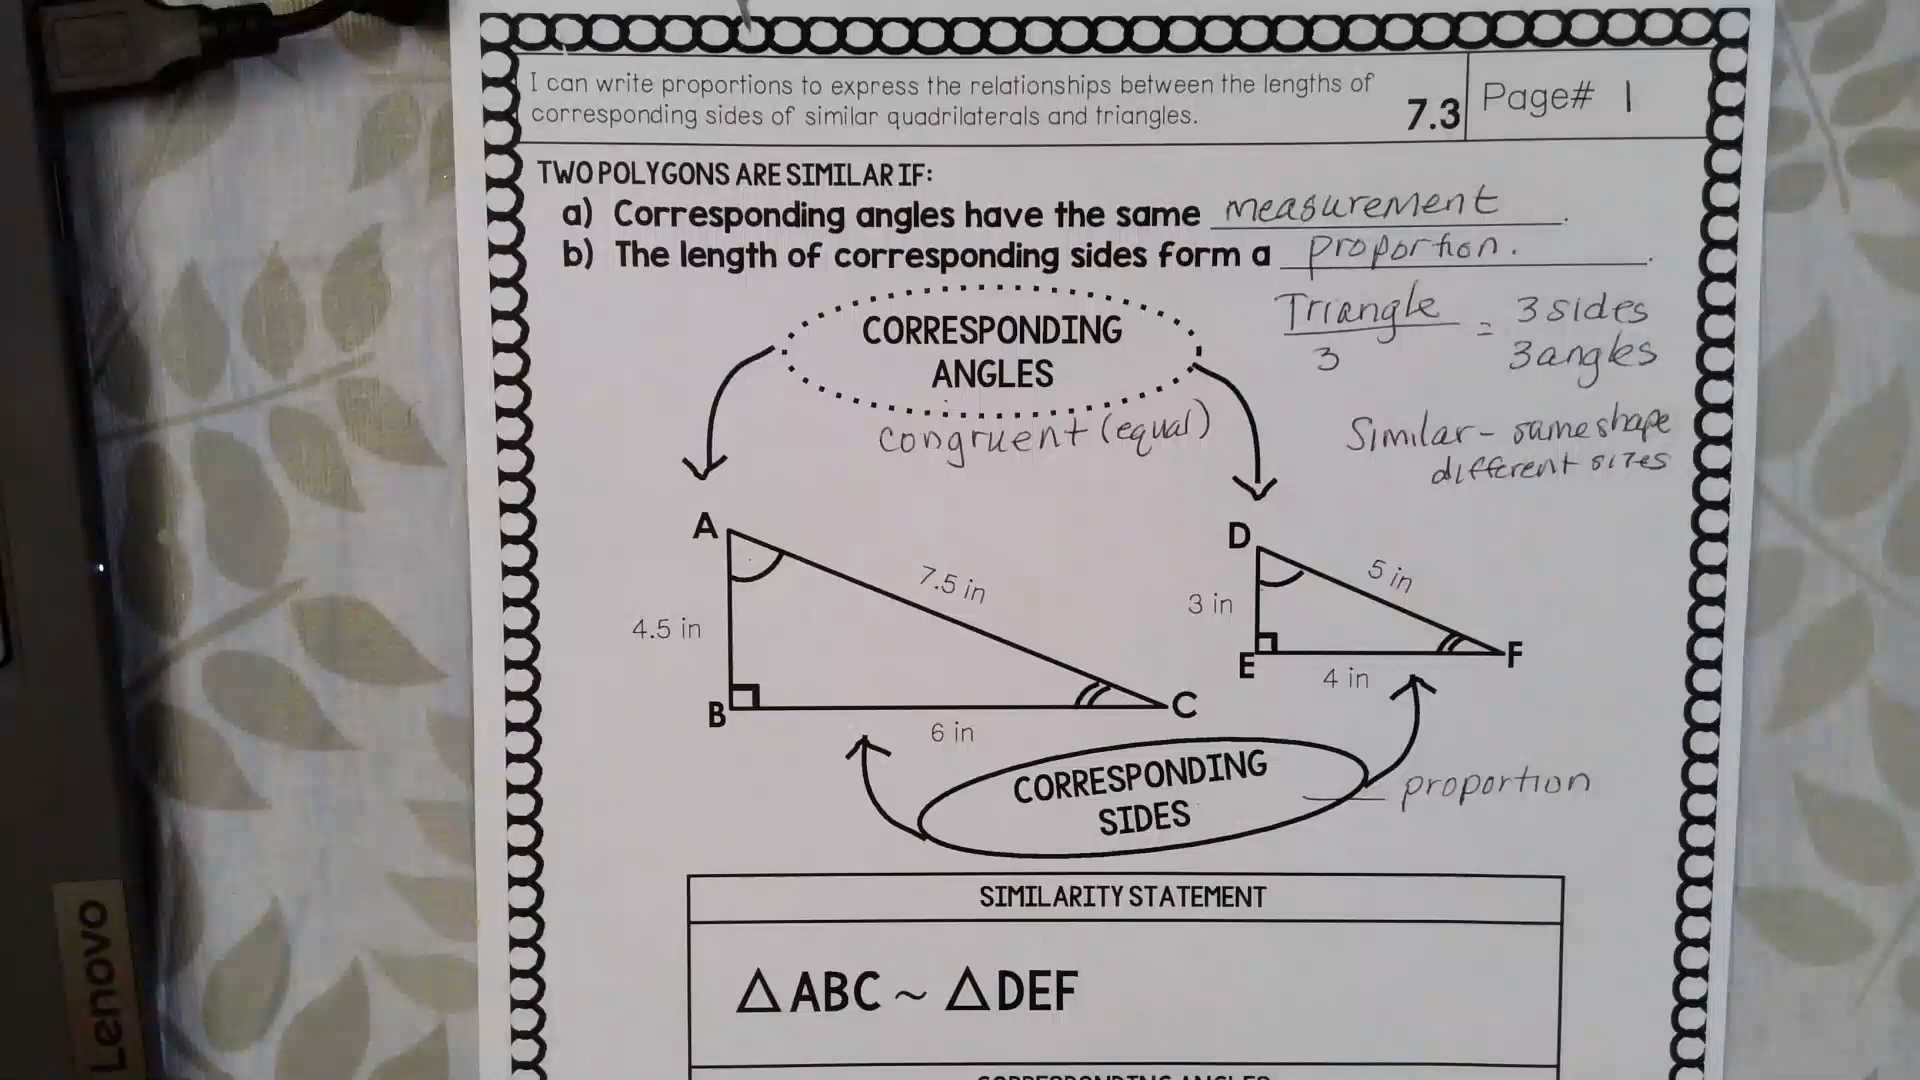 I can write proportions to express the relationships between the lengths of
corresponding sides of similar quadrilaterals and triangles.
7.3
Page# 1
TWO POLYGONS ARE SIMILAR IF:
a) Corresponding angles have the same measurement.
b) The length of corresponding sides form a proportion.
Triangle = 3 sides
3 3 angles
CORRESPONDING
ANGLES
congruent (equal)
Similar - same shape
different sizes
A
D
7.5 in
5 in
4.5 in
3 in
B
C
E
F
6 in
4 in
CORRESPONDING
SIDES
proportion
SIMILARITY STATEMENT
△ABC ~ △DEF
CORRESPONDING ANGLES
Lenovo